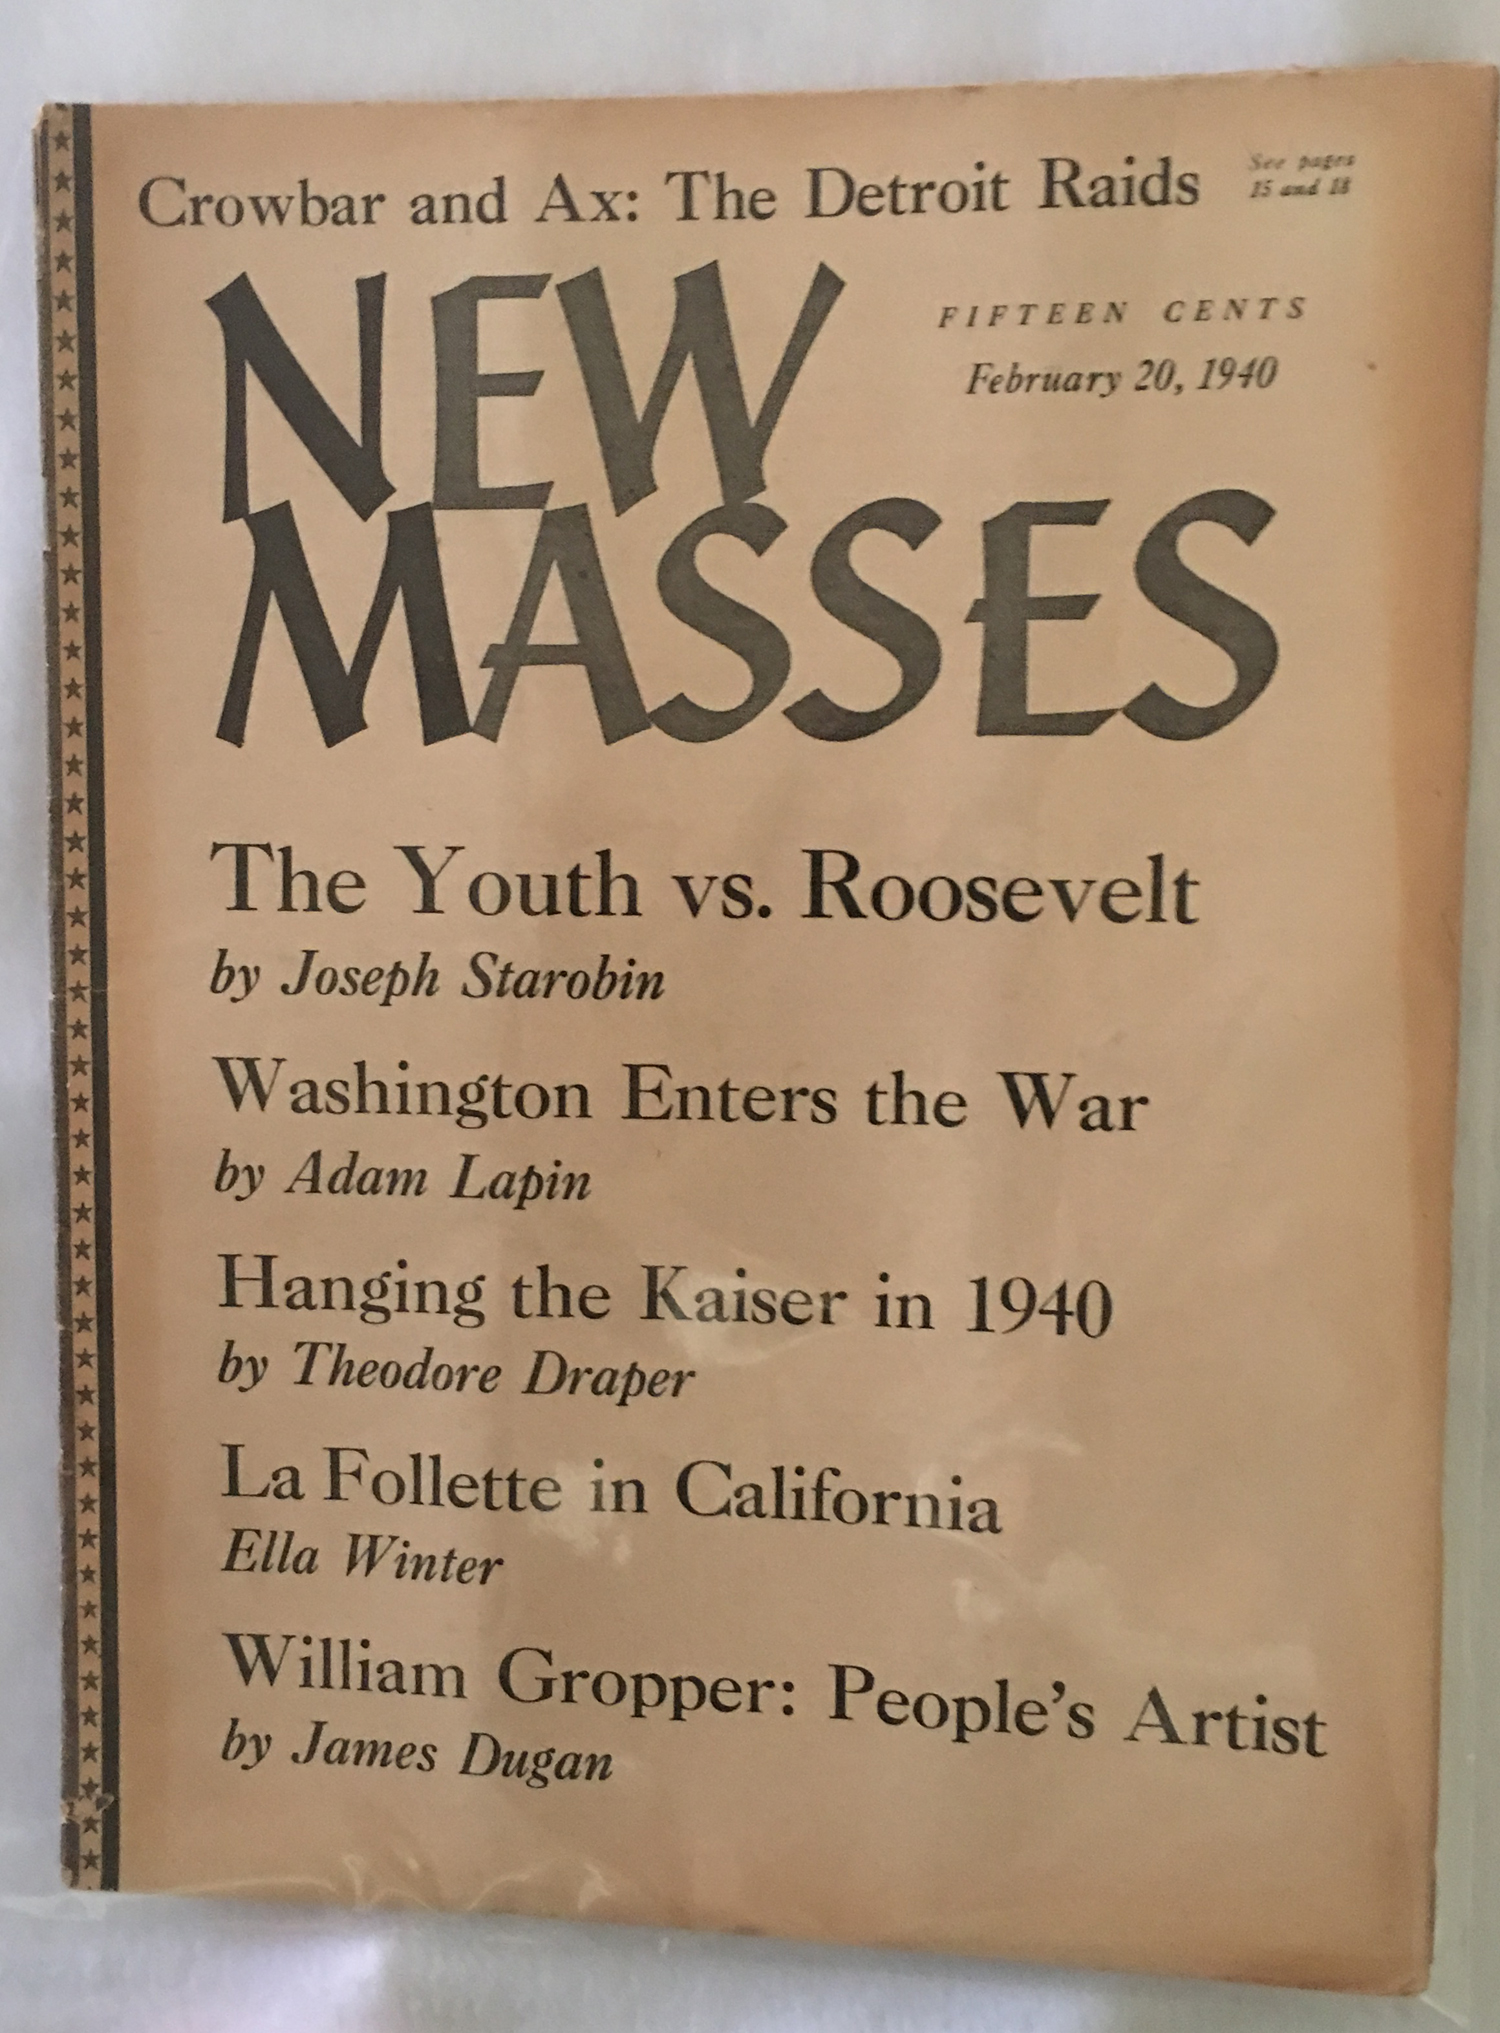 Crowbar and Ax: The Detroit Raids
See pages
15 and 18
NEW
FIFTEEN CENTS
February 20, 1940
MASSES
The Youth vs. Roosevelt
by Joseph Starobin
Washington Enters the War
by Adam Lapin
Hanging the Kaiser in 1940
by Theodore Draper
La Follette in California
Ella Winter
William Gropper: People's Artist
by James Dugan